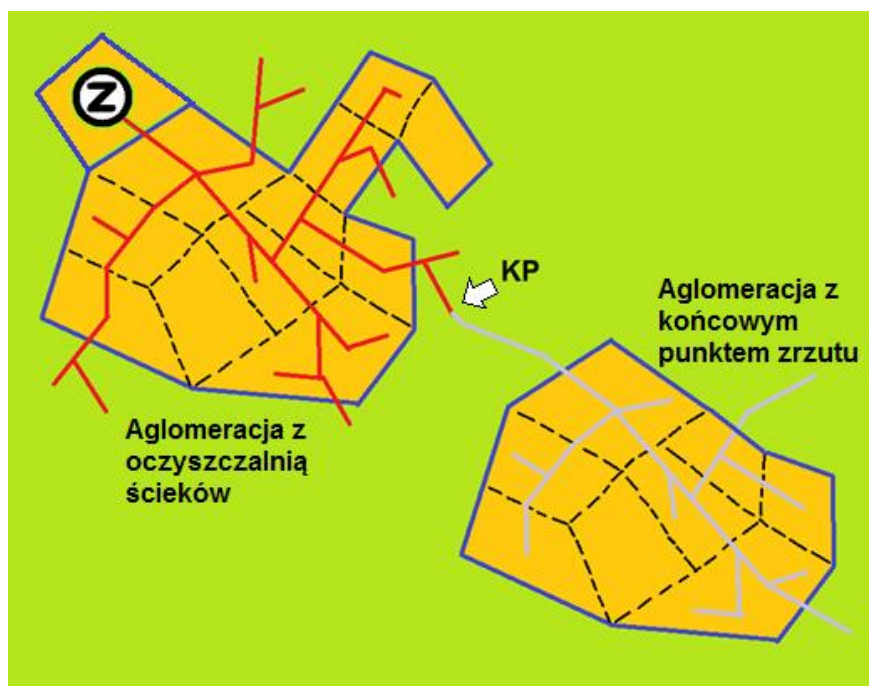 Z
KP
Aglomeracja z
końcowym
punktem zrzutu
Aglomeracja z
oczyszczalnią
ścieków